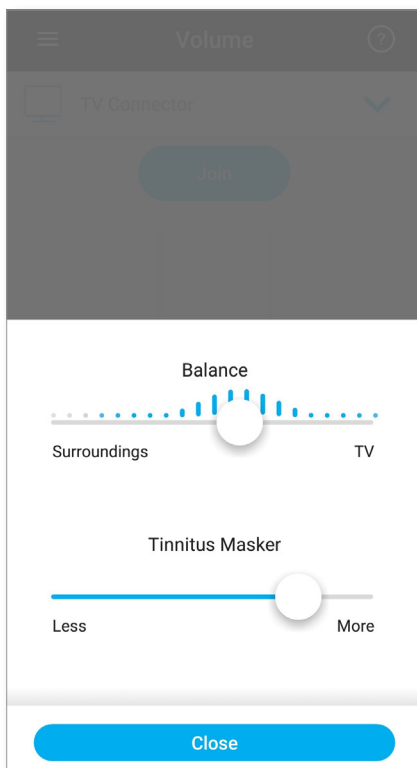 Volume
?
TV Connector
Join
Balance
Surroundings TV
Tinnitus Masker
Less More
Close